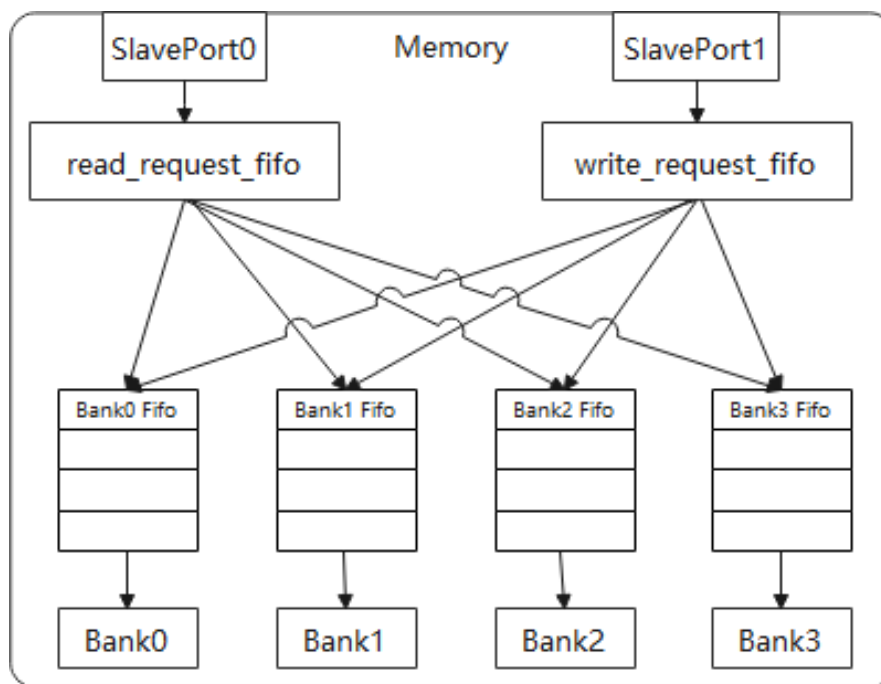 SlavePort0
Memory
SlavePort1
read_request_fifo
write_request_fifo
Bank0 Fifo
Bank1 Fifo
Bank2 Fifo
Bank3 Fifo
Bank0
Bank1
Bank2
Bank3